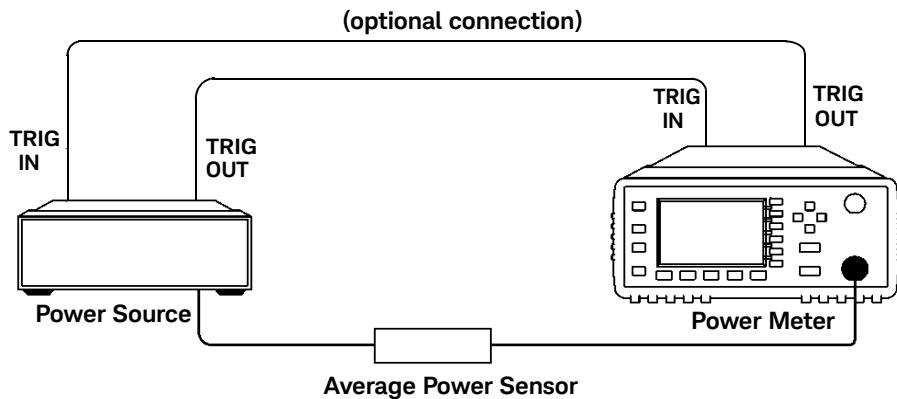 (optional connection)
TRIG
IN
TRIG
OUT
TRIG
IN
TRIG
OUT
Power Source
Power Meter
Average Power Sensor